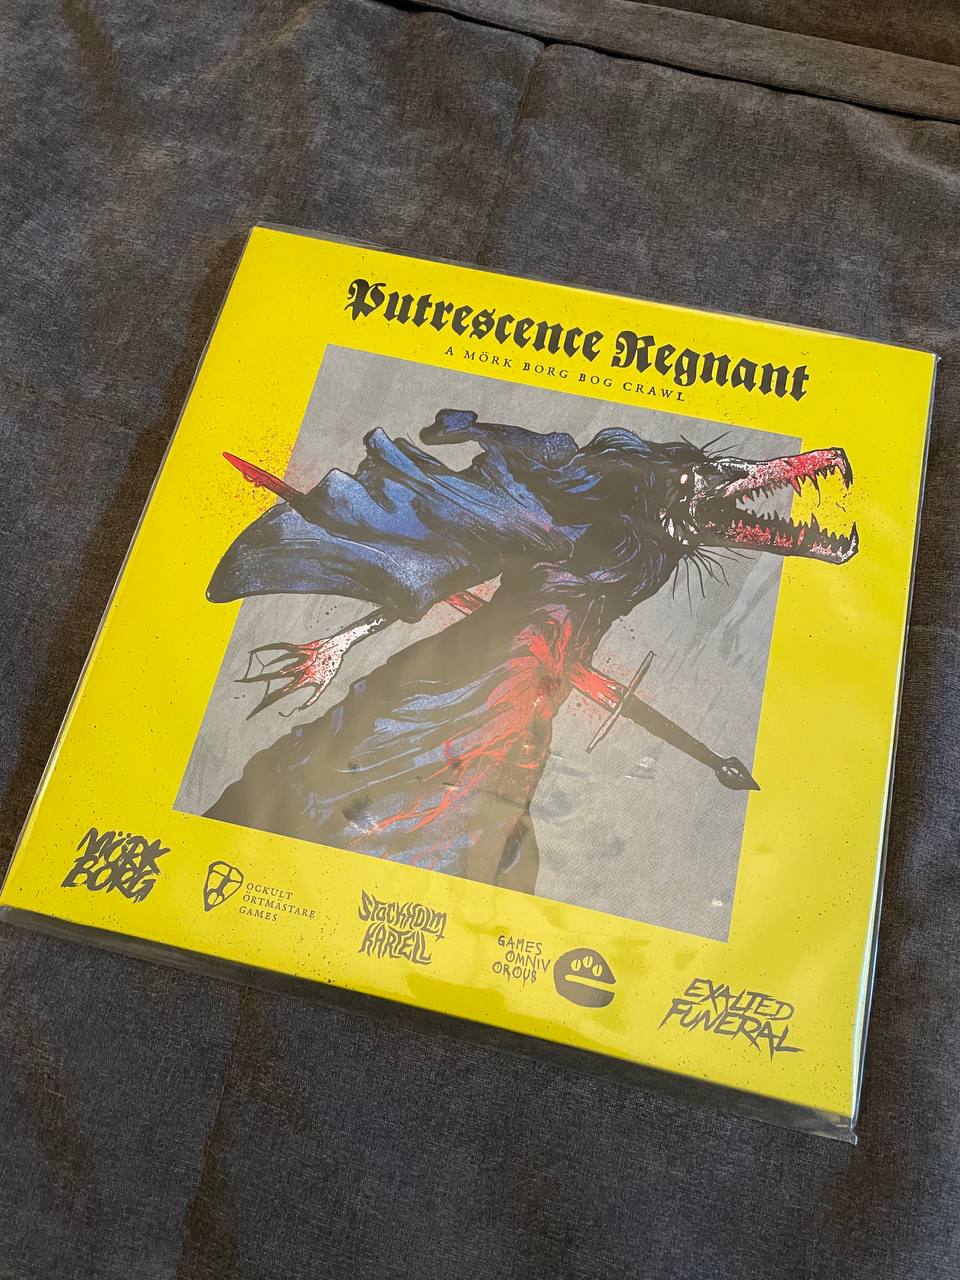 Putrescence Regnant
A MÖRK BORG BOG CRAWL
MÖRK
BORG
OCKULT
ÖRTMÄSTARE
GAMES
STOCKHOLM
KARTELL
GAMES
OMNIV
OROUS
EXALTED
FUNERAL